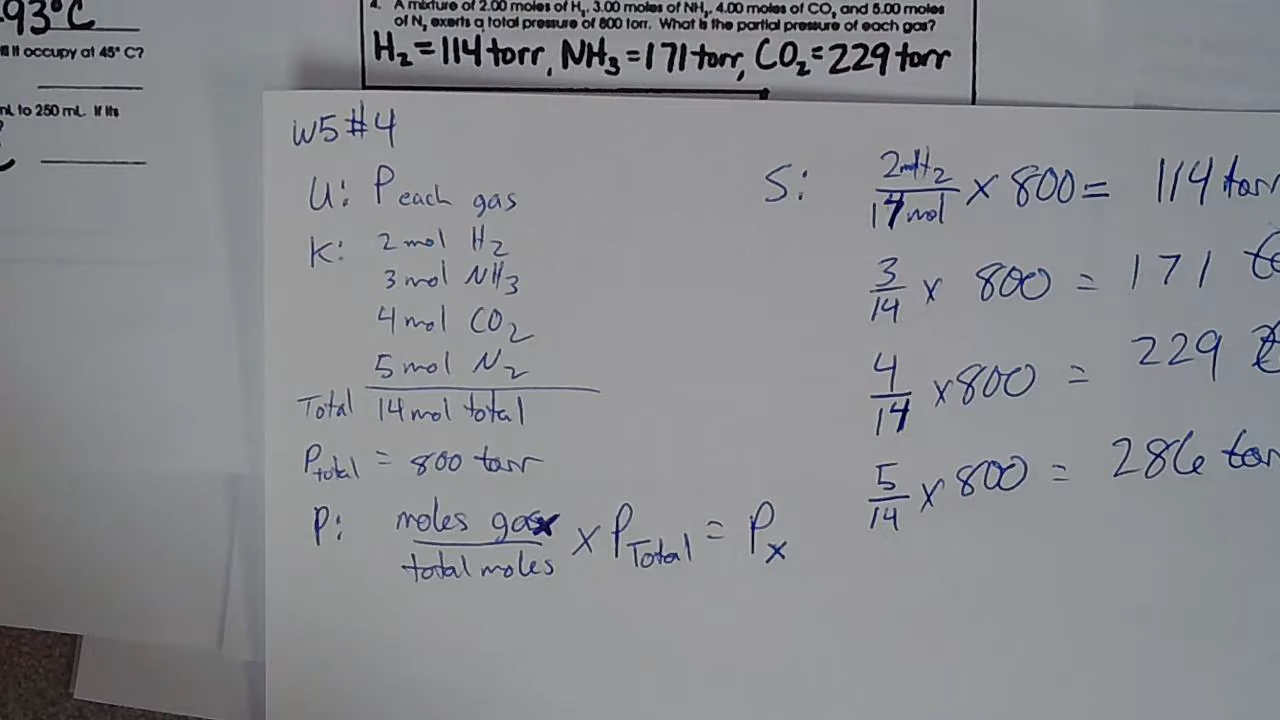 93°C
ll it occupy at 45° C?
mL to 250 mL. If its
?
4. A mixture of 2.00 moles of H₂, 3.00 moles of NH₃, 4.00 moles of CO₂ and 5.00 moles
of N₂ exerts a total pressure of 800 torr. What is the partial pressure of each gas?
H₂=114 torr, NH₃=171 torr, CO₂=229 torr
W5#4
U: P each gas
K: 2 mol H₂
3 mol NH₃
4 mol CO₂
5 mol N₂
Total 14 mol total
P total = 800 torr
P: moles gas x / total moles × P Total = P x
S: 2 H₂ / 14 mol × 800 = 114 torr
3/14 × 800 = 171
4/14 × 800 = 229
5/14 × 800 = 286 tor